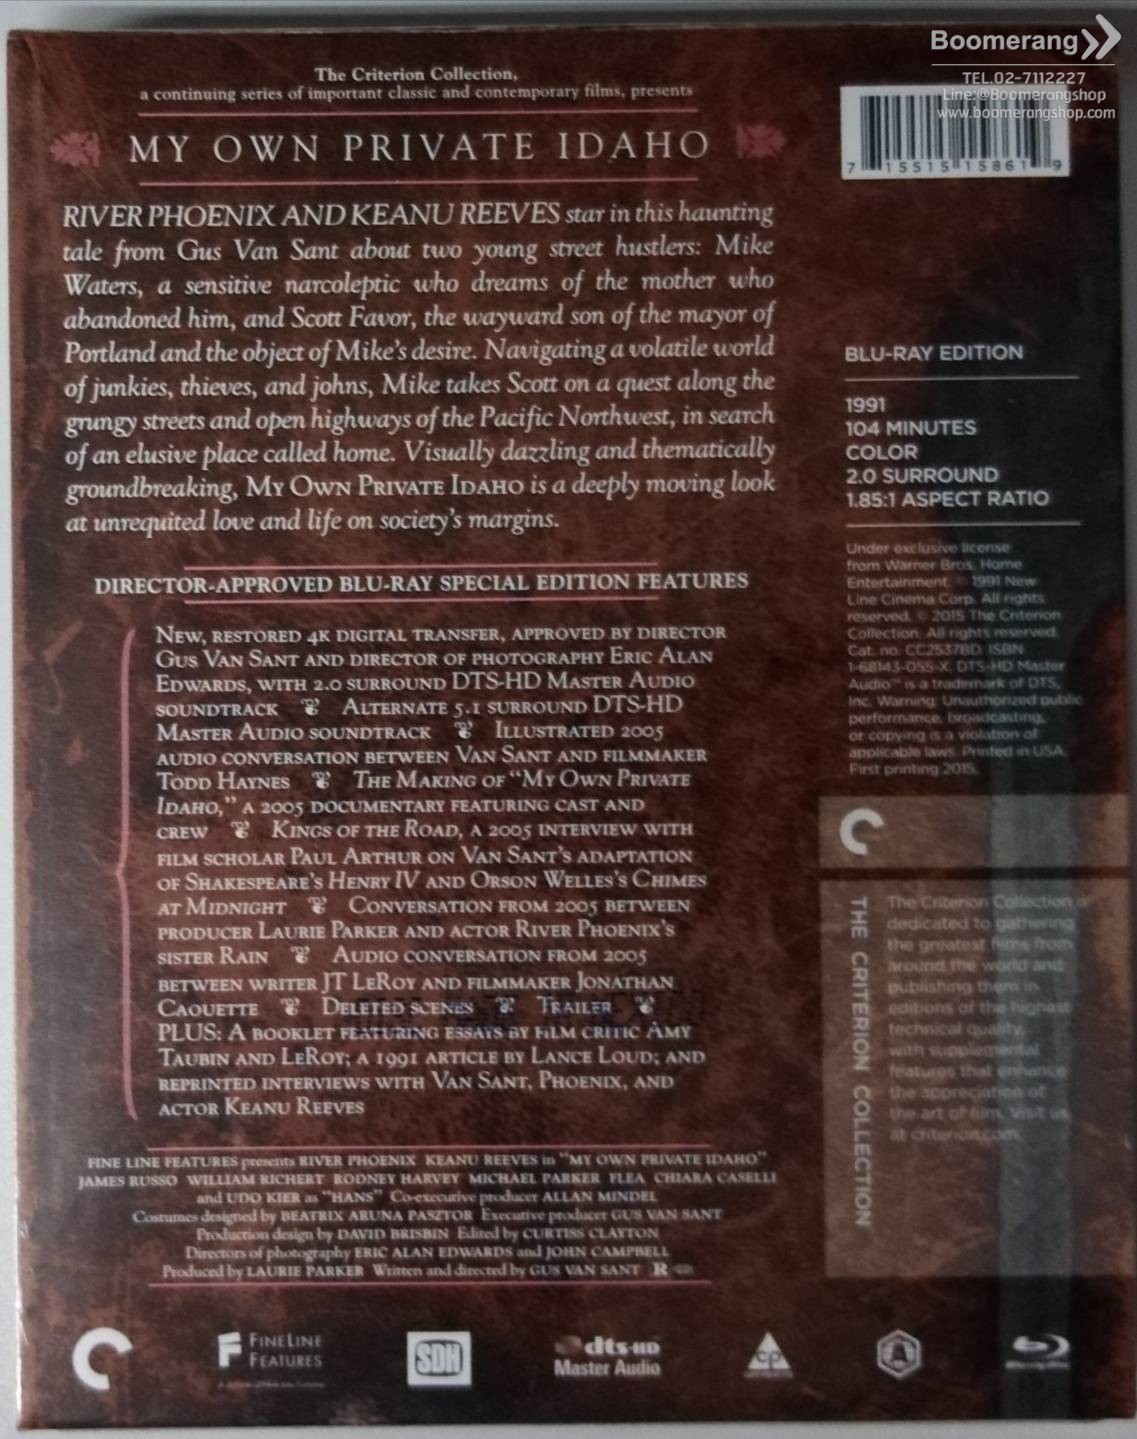 Boomerang
TEL.02-7112227
Line:@Boomerangshop
www.boomerangshop.com
The Criterion Collection,
a continuing series of important classic and contemporary films, presents
MY OWN PRIVATE IDAHO
7 15515 15861 9
RIVER PHOENIX AND KEANU REEVES star in this haunting
tale from Gus Van Sant about two young street hustlers: Mike
Waters, a sensitive narcoleptic who dreams of the mother who
abandoned him, and Scott Favor, the wayward son of the mayor of
Portland and the object of Mike's desire. Navigating a volatile world
of junkies, thieves, and johns, Mike takes Scott on a quest along the
grungy streets and open highways of the Pacific Northwest, in search
of an elusive place called home. Visually dazzling and thematically
groundbreaking, MY OWN PRIVATE IDAHO is a deeply moving look
at unrequited love and life on society's margins.
DIRECTOR-APPROVED BLU-RAY SPECIAL EDITION FEATURES
NEW, RESTORED 4K DIGITAL TRANSFER, APPROVED BY DIRECTOR
GUS VAN SANT AND DIRECTOR OF PHOTOGRAPHY ERIC ALAN
EDWARDS, WITH 2.0 SURROUND DTS-HD MASTER AUDIO
SOUNDTRACK ❦ ALTERNATE 5.1 SURROUND DTS-HD
MASTER AUDIO SOUNDTRACK ❦ ILLUSTRATED 2005
AUDIO CONVERSATION BETWEEN VAN SANT AND FILMMAKER
TODD HAYNES ❦ THE MAKING OF "MY OWN PRIVATE
IDAHO," A 2005 DOCUMENTARY FEATURING CAST AND
CREW ❦ KINGS OF THE ROAD, A 2005 INTERVIEW WITH
FILM SCHOLAR PAUL ARTHUR ON VAN SANT'S ADAPTATION
OF SHAKESPEARE'S HENRY IV AND ORSON WELLES'S CHIMES
AT MIDNIGHT ❦ CONVERSATION FROM 2005 BETWEEN
PRODUCER LAURIE PARKER AND ACTOR RIVER PHOENIX'S
SISTER RAIN ❦ AUDIO CONVERSATION FROM 2005
BETWEEN WRITER JT LEROY AND FILMMAKER JONATHAN
CAOUETTE ❦ DELETED SCENES ❦ TRAILER ❦
PLUS: A BOOKLET FEATURING ESSAYS BY FILM CRITIC AMY
TAUBIN AND LEROY; A 1991 ARTICLE BY LANCE LOUD; AND
REPRINTED INTERVIEWS WITH VAN SANT, PHOENIX, AND
ACTOR KEANU REEVES
FINE LINE FEATURES presents RIVER PHOENIX KEANU REEVES in "MY OWN PRIVATE IDAHO"
JAMES RUSSO WILLIAM RICHERT RODNEY HARVEY MICHAEL PARKER FLEA CHIARA CASELLI
and UDO KIER as "HANS" Co-executive producer ALLAN MINDEL
Costumes designed by BEATRIX ARUNA PASZTOR Executive producer GUS VAN SANT
Production design by DAVID BRISBIN Edited by CURTISS CLAYTON
Directors of photography ERIC ALAN EDWARDS and JOHN CAMPBELL
Produced by LAURIE PARKER Written and directed by GUS VAN SANT R
BLU-RAY EDITION
1991
104 MINUTES
COLOR
2.0 SURROUND
1.85:1 ASPECT RATIO
Under exclusive license
from Warner Bros. Home
Entertainment. © 1991 New
Line Cinema Corp. All rights
reserved. © 2015 The Criterion
Collection. All rights reserved.
Cat. no. CC2537BD. ISBN
1-68143-055-X. DTS-HD Master
Audio™ is a trademark of DTS,
Inc. Warning: Unauthorized public
performance, broadcasting,
or copying is a violation of
applicable laws. Printed in USA.
First printing 2015.
THE CRITERION COLLECTION
The Criterion Collection
dedicated to gathering
the greatest films from
around the world and
publishing them in
editions of the highest
technical quality,
with supplemental
features that enhance
the appreciation of
the art of film. Visit us
at criterion.com.
FINE LINE
FEATURES
SDH
dts-HD
Master Audio
cp